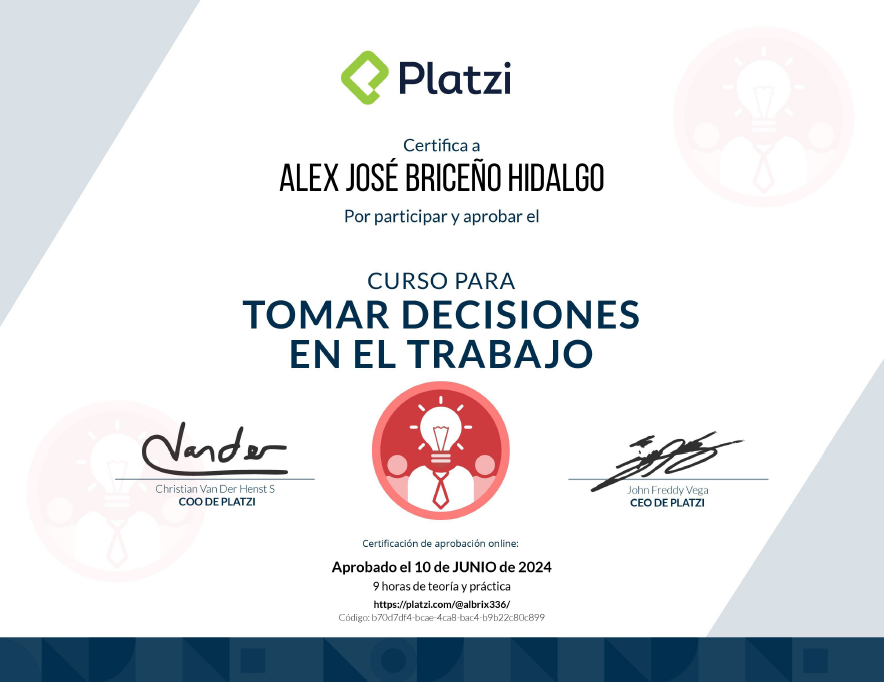 Platzi
Certifica a
ALEX JOSÉ BRICEÑO HIDALGO
Por participar y aprobar el
CURSO PARA
TOMAR DECISIONES
EN EL TRABAJO
Vander
Christian Van Der Henst S
COO DE PLATZI
John Freddy Vega
CEO DE PLATZI
Certificación de aprobación online:
Aprobado el 10 de JUNIO de 2024
9 horas de teoría y práctica
https://platzi.com/@albrix336/
Código: b70d7df4-bcae-4ca8-bac4-b9b22c80c899